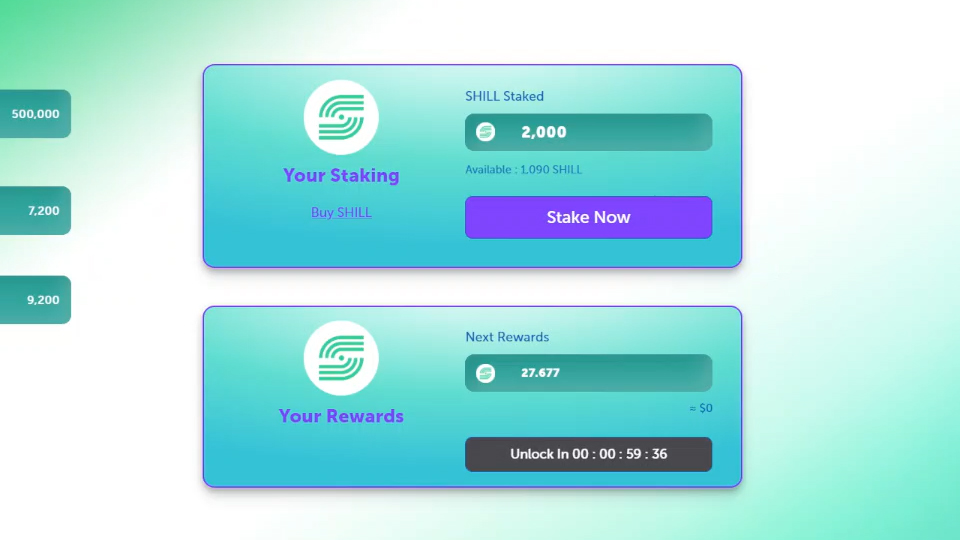 500,000
7,200
9,200
SHILL Staked
2,000
Your Staking
Available : 1,090 SHILL
Buy SHILL
Stake Now
Next Rewards
27.677
Your Rewards
= $0
Unlock In 00 : 00 : 59 : 36